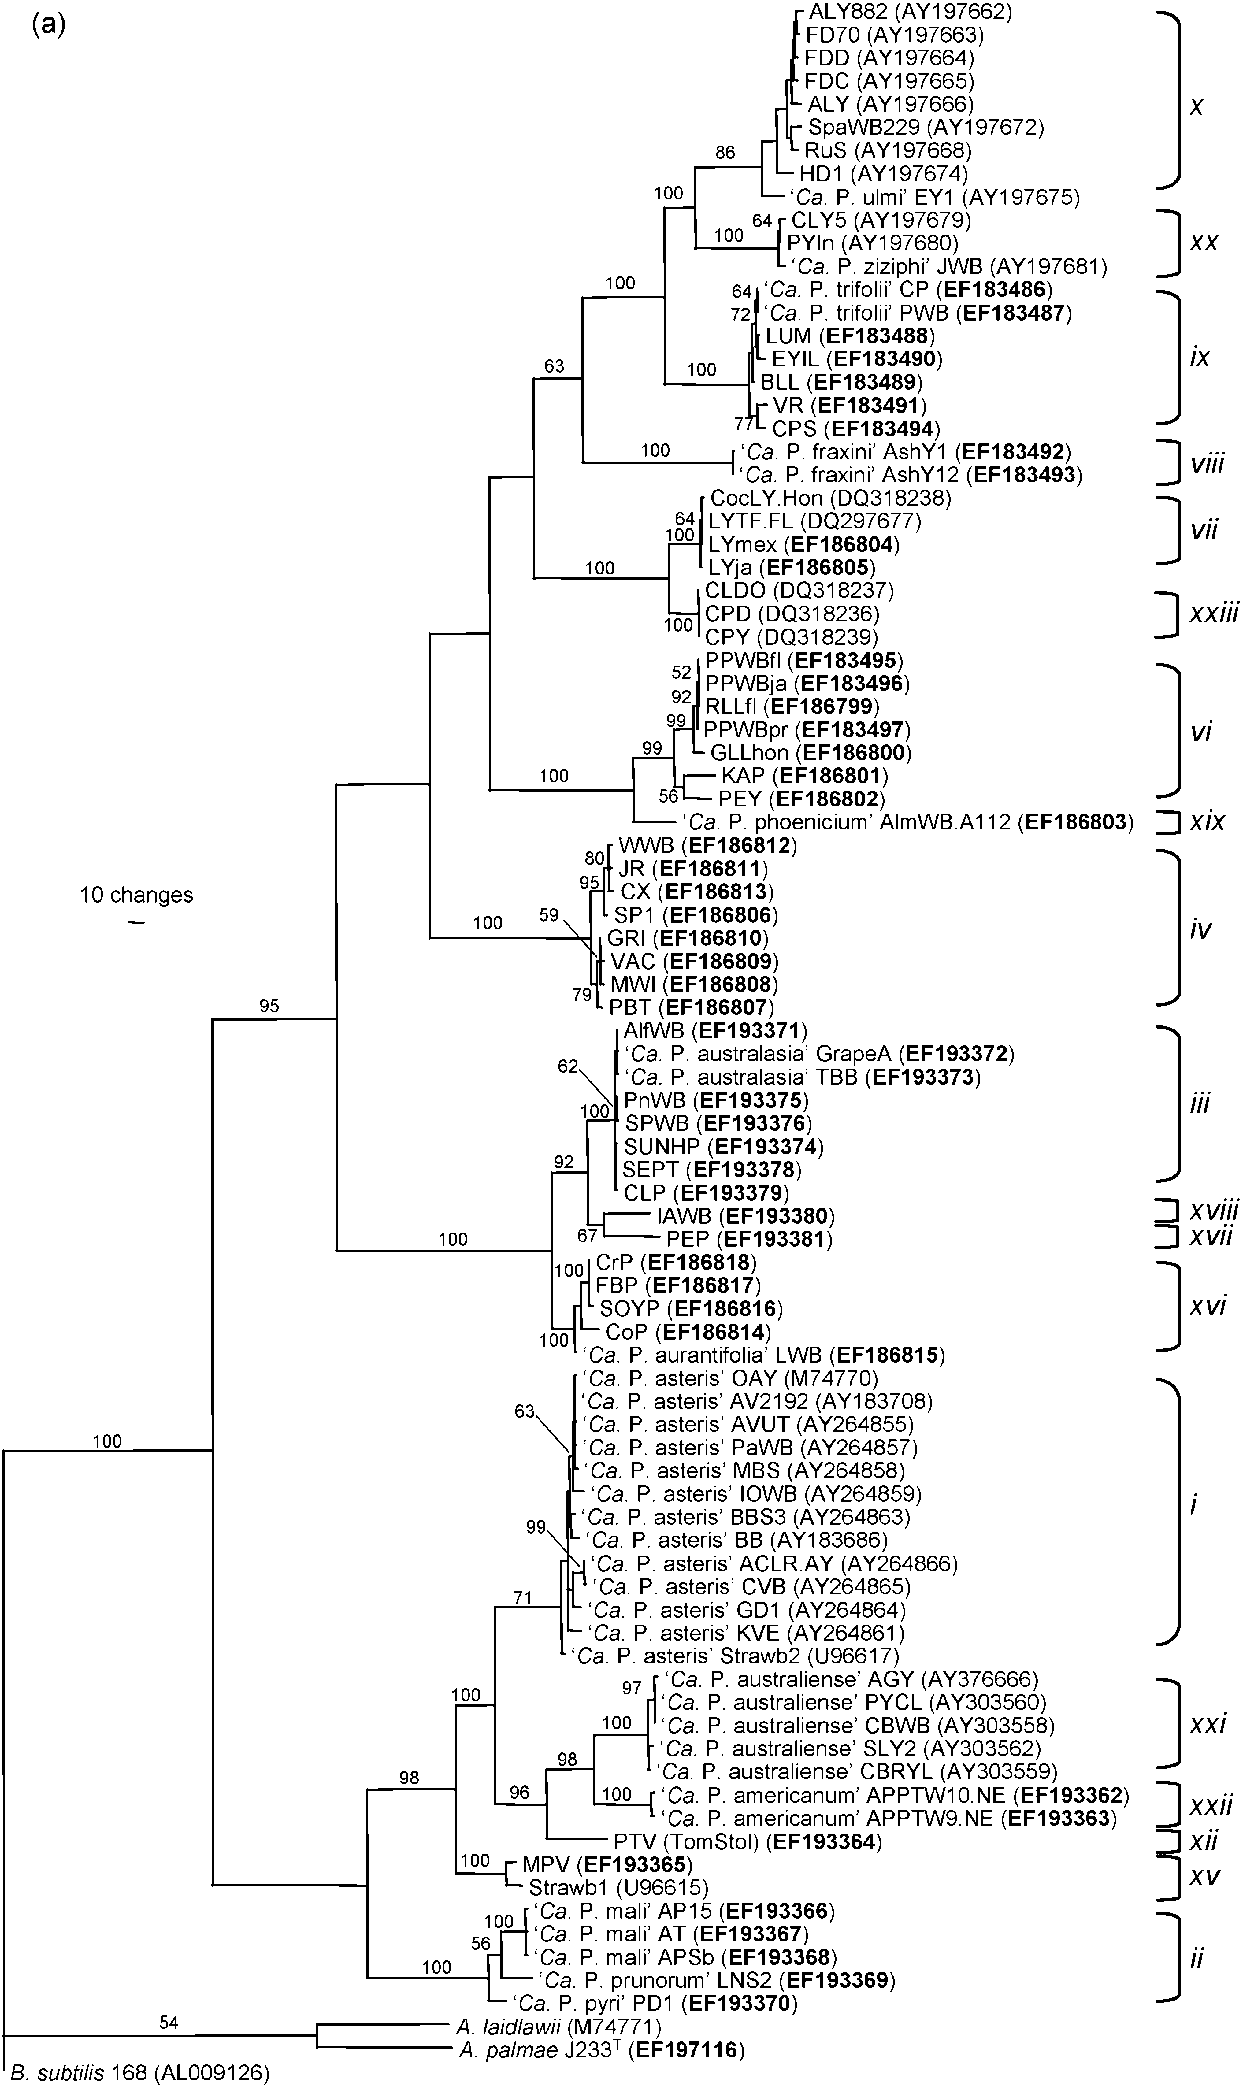 (a)
ALY882 (AY197662)
FD70 (AY197663)
FDD (AY197664)
FDC (AY197665)
ALY (AY197666)
x
SpaWB229 (AY197672)
RuS (AY197668)
86
HD1 (AY197674)
100
'Ca. P. ulmi' EY1 (AY197675)
64
CLY5 (AY197679)
100
PYIn (AY197680)
xx
'Ca. P. ziziphi' JWB (AY197681)
100
64
'Ca. P. trifolii' CP (EF183486)
72
'Ca. P. trifolii' PWB (EF183487)
LUM (EF183488)
63
100
EYIL (EF183490)
ix
BLL (EF183489)
VR (EF183491)
77
CPS (EF183494)
100
'Ca. P. fraxini' AshY1 (EF183492)
'Ca. P. fraxini' AshY12 (EF183493)
viii
CocLY.Hon (DQ318238)
64
LYTF.FL (DQ297677)
vii
100
LYmex (EF186804)
100
LYja (EF186805)
CLDO (DQ318237)
CPD (DQ318236)
xxiii
100
CPY (DQ318239)
PPWBfl (EF183495)
52
PPWBja (EF183496)
92
RLLfl (EF186799)
99
PPWBpr (EF183497)
vi
99
GLLhon (EF186800)
100
KAP (EF186801)
56
PEY (EF186802)
'Ca. P. phoenicium' AlmWB.A112 (EF186803)
xix
WWB (EF186812)
80
JR (EF186811)
10 changes
95
CX (EF186813)
59
SP1 (EF186806)
100
GRI (EF186810)
iv
VAC (EF186809)
MWI (EF186808)
79
PBT (EF186807)
95
AlfWB (EF193371)
'Ca. P. australasia' GrapeA (EF193372)
62
'Ca. P. australasia' TBB (EF193373)
PnWB (EF193375)
iii
100
SPWB (EF193376)
SUNHP (EF193374)
92
SEPT (EF193378)
CLP (EF193379)
IAWB (EF193380)
xviii
67
PEP (EF193381)
xvii
100
CrP (EF186818)
100
FBP (EF186817)
SOYP (EF186816)
xvi
CoP (EF186814)
100
'Ca. P. aurantifolia' LWB (EF186815)
'Ca. P. asteris' OAY (M74770)
'Ca. P. asteris' AV2192 (AY183708)
63
'Ca. P. asteris' AVUT (AY264855)
100
'Ca. P. asteris' PaWB (AY264857)
'Ca. P. asteris' MBS (AY264858)
'Ca. P. asteris' IOWB (AY264859)
i
'Ca. P. asteris' BBS3 (AY264863)
99
'Ca. P. asteris' BB (AY183686)
'Ca. P. asteris' ACLR.AY (AY264866)
'Ca. P. asteris' CVB (AY264865)
71
'Ca. P. asteris' GD1 (AY264864)
'Ca. P. asteris' KVE (AY264861)
'Ca. P. asteris' Strawb2 (U96617)
'Ca. P. australiense' AGY (AY376666)
97
100
'Ca. P. australiense' PYCL (AY303560)
100
'Ca. P. australiense' CBWB (AY303558)
xxi
'Ca. P. australiense' SLY2 (AY303562)
98
'Ca. P. australiense' CBRYL (AY303559)
98
96
100
'Ca. P. americanum' APPTW10.NE (EF193362)
xxii
'Ca. P. americanum' APPTW9.NE (EF193363)
PTV (TomStol) (EF193364)
xii
100
MPV (EF193365)
xv
Strawb1 (U96615)
'Ca. P. mali' AP15 (EF193366)
100
'Ca. P. mali' AT (EF193367)
56
'Ca. P. mali' APSb (EF193368)
ii
100
'Ca. P. prunorum' LNS2 (EF193369)
'Ca. P. pyri' PD1 (EF193370)
54
A. laidlawii (M74771)
A. palmae J233T (EF197116)
B. subtilis 168 (AL009126)